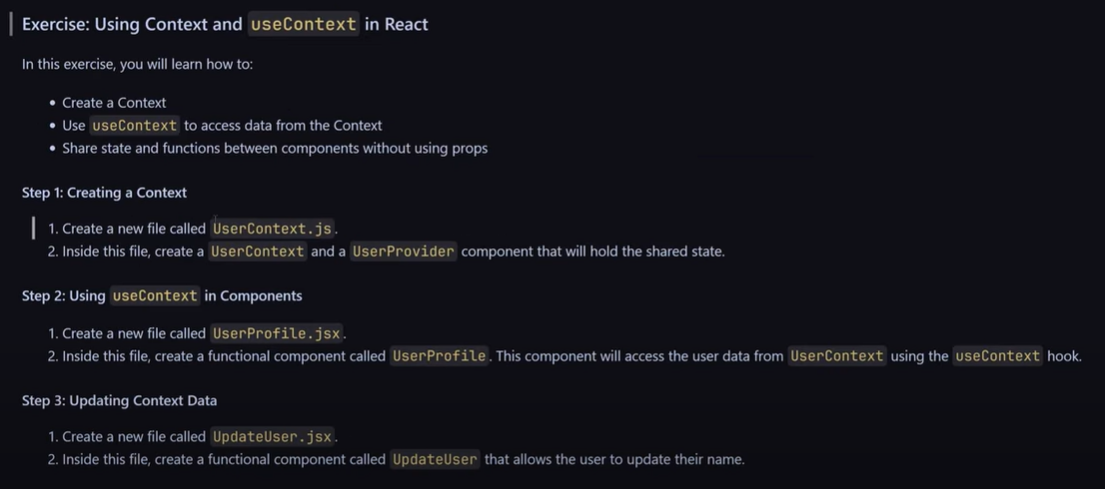 Exercise: Using Context and useContext in React
In this exercise, you will learn how to:
• Create a Context
• Use useContext to access data from the Context
• Share state and functions between components without using props
Step 1: Creating a Context
1. Create a new file called UserContext.js.
2. Inside this file, create a UserContext and a UserProvider component that will hold the shared state.
Step 2: Using useContext in Components
1. Create a new file called UserProfile.jsx.
2. Inside this file, create a functional component called UserProfile. This component will access the user data from UserContext using the useContext hook.
Step 3: Updating Context Data
1. Create a new file called UpdateUser.jsx.
2. Inside this file, create a functional component called UpdateUser that allows the user to update their name.